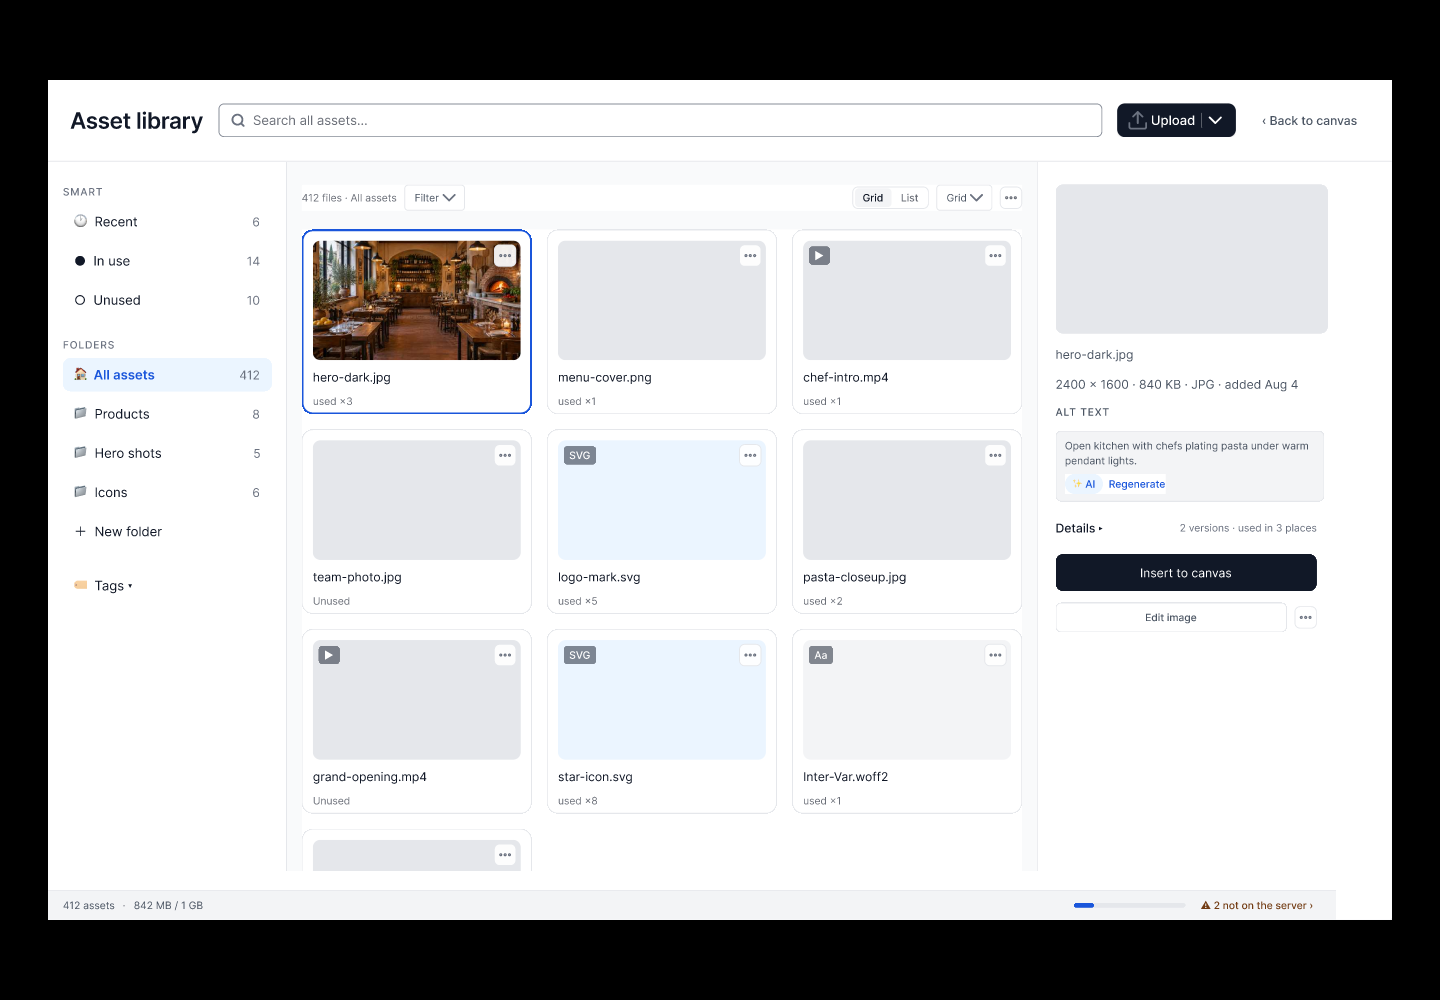 Asset library
Search all assets...
Upload
‹ Back to canvas
SMART
Recent 6
In use 14
Unused 10
FOLDERS
All assets 412
Products 8
Hero shots 5
Icons 6
+ New folder
Tags ▾
412 files · All assets
Filter
Grid
List
Grid
hero-dark.jpg
used ×3
menu-cover.png
used ×1
chef-intro.mp4
used ×1
team-photo.jpg
Unused
SVG
logo-mark.svg
used ×5
pasta-closeup.jpg
used ×2
grand-opening.mp4
Unused
SVG
star-icon.svg
used ×8
Aa
Inter-Var.woff2
used ×1
hero-dark.jpg
2400 × 1600 · 840 KB · JPG · added Aug 4
ALT TEXT
Open kitchen with chefs plating pasta under warm
pendant lights.
✨ AI Regenerate
Details ▸ 2 versions · used in 3 places
Insert to canvas
Edit image
412 assets · 842 MB / 1 GB
⚠ 2 not on the server ›